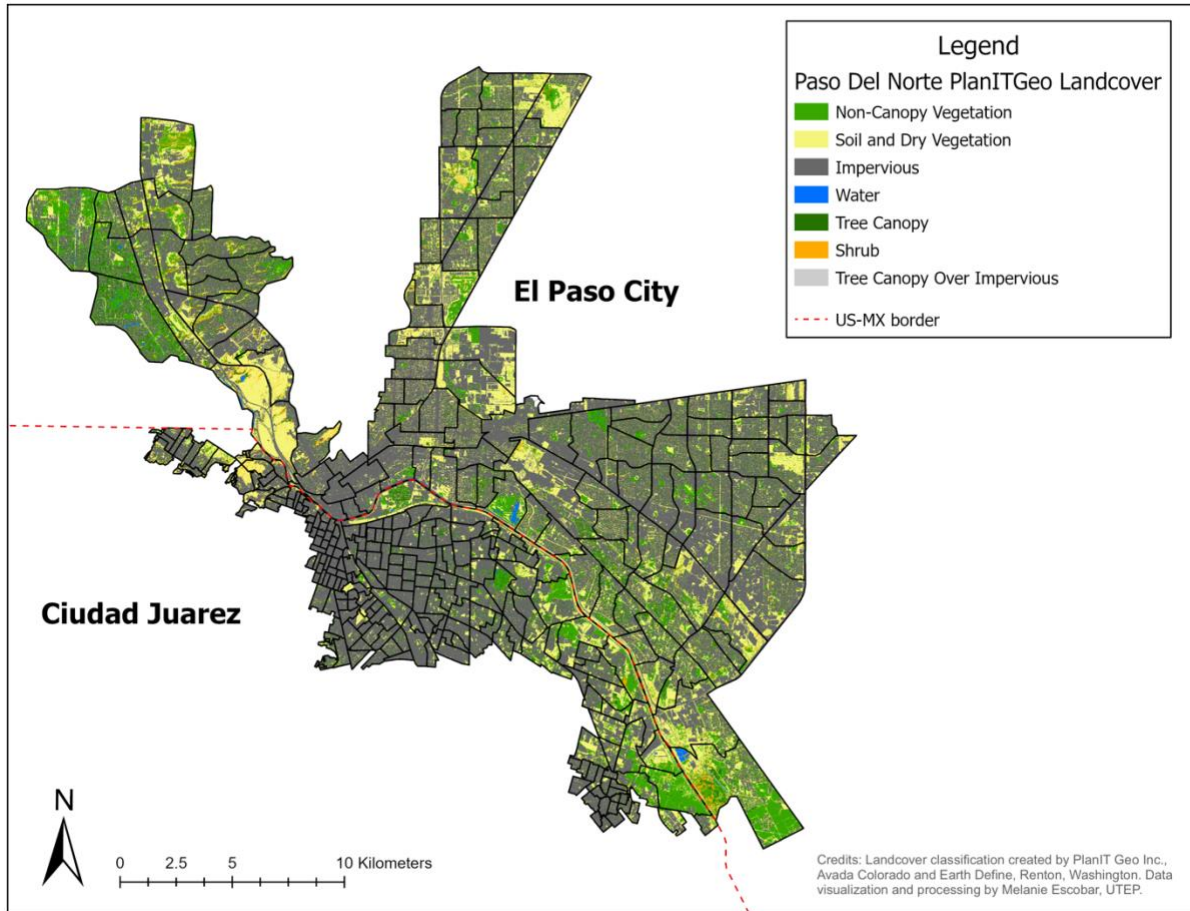 Legend
Paso Del Norte PlanITGeo Landcover
Non-Canopy Vegetation
Soil and Dry Vegetation
Impervious
Water
Tree Canopy
Shrub
Tree Canopy Over Impervious
US-MX border
El Paso City
Ciudad Juarez
N
0 2.5 5 10 Kilometers
Credits: Landcover classification created by PlanIT Geo Inc.,
Avada Colorado and Earth Define, Renton, Washington. Data
visualization and processing by Melanie Escobar, UTEP.